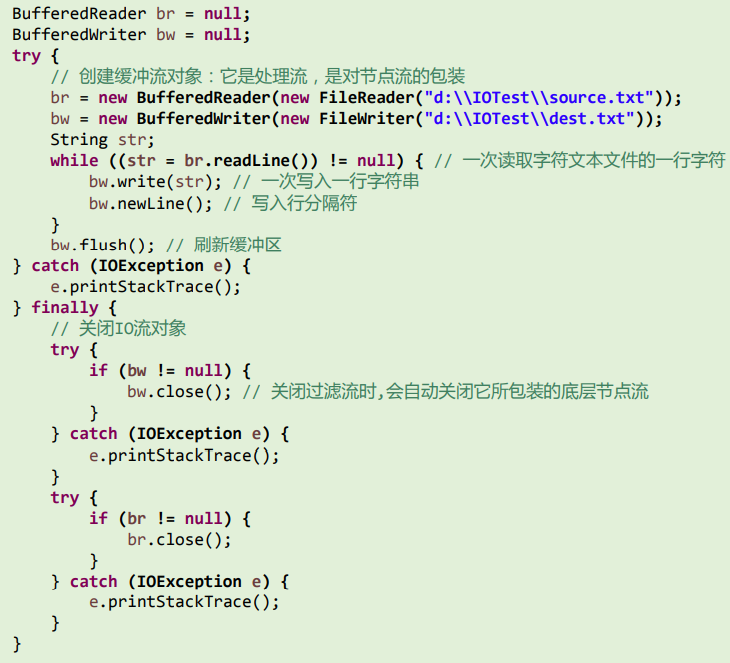 BufferedReader br = null;
BufferedWriter bw = null;
try {
    // 创建缓冲流对象：它是处理流，是对节点流的包装
    br = new BufferedReader(new FileReader("d:\\IOTest\\source.txt"));
    bw = new BufferedWriter(new FileWriter("d:\\IOTest\\dest.txt"));
    String str;
    while ((str = br.readLine()) != null) { // 一次读取字符文本文件的一行字符
        bw.write(str); // 一次写入一行字符串
        bw.newLine(); // 写入行分隔符
    }
    bw.flush(); // 刷新缓冲区
} catch (IOException e) {
    e.printStackTrace();
} finally {
    // 关闭IO流对象
    try {
        if (bw != null) {
            bw.close(); // 关闭过滤流时,会自动关闭它所包装的底层节点流
        }
    } catch (IOException e) {
        e.printStackTrace();
    }
    try {
        if (br != null) {
            br.close();
        }
    } catch (IOException e) {
        e.printStackTrace();
    }
}